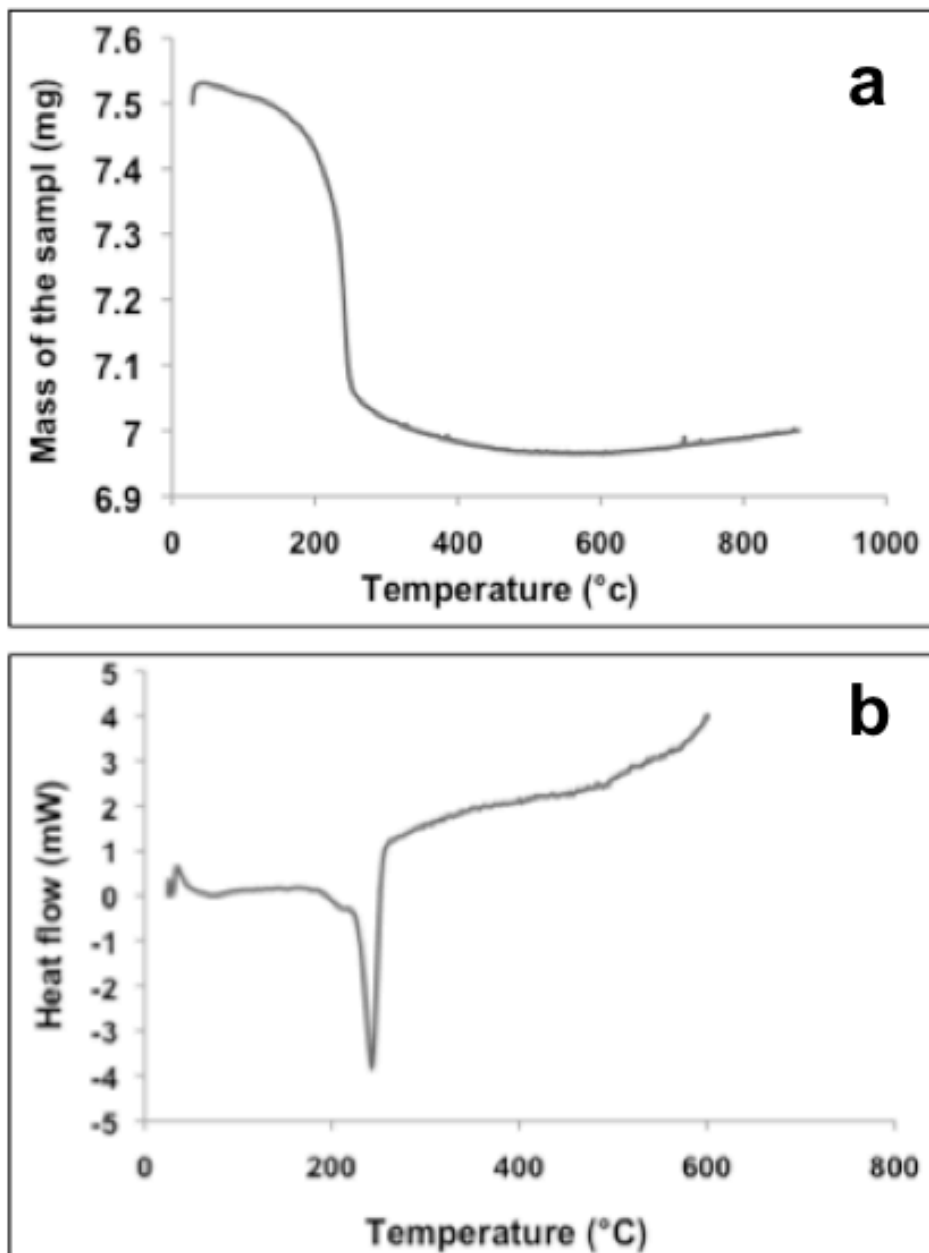 a
7.6
7.5
7.4
7.3
7.2
7.1
7
6.9
Mass of the sampl (mg)
0 200 400 600 800 1000
Temperature (°c)
b
5
4
3
2
1
0
-1
-2
-3
-4
-5
Heat flow (mW)
0 200 400 600 800
Temperature (°C)